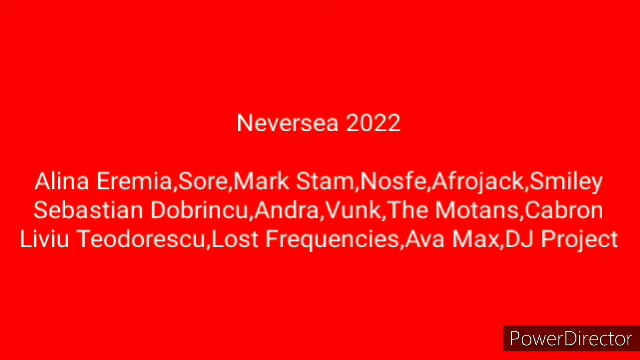 Neversea 2022
Alina Eremia,Sore,Mark Stam,Nosfe,Afrojack,Smiley
Sebastian Dobrincu,Andra,Vunk,The Motans,Cabron
Liviu Teodorescu,Lost Frequencies,Ava Max,DJ Project
PowerDirector